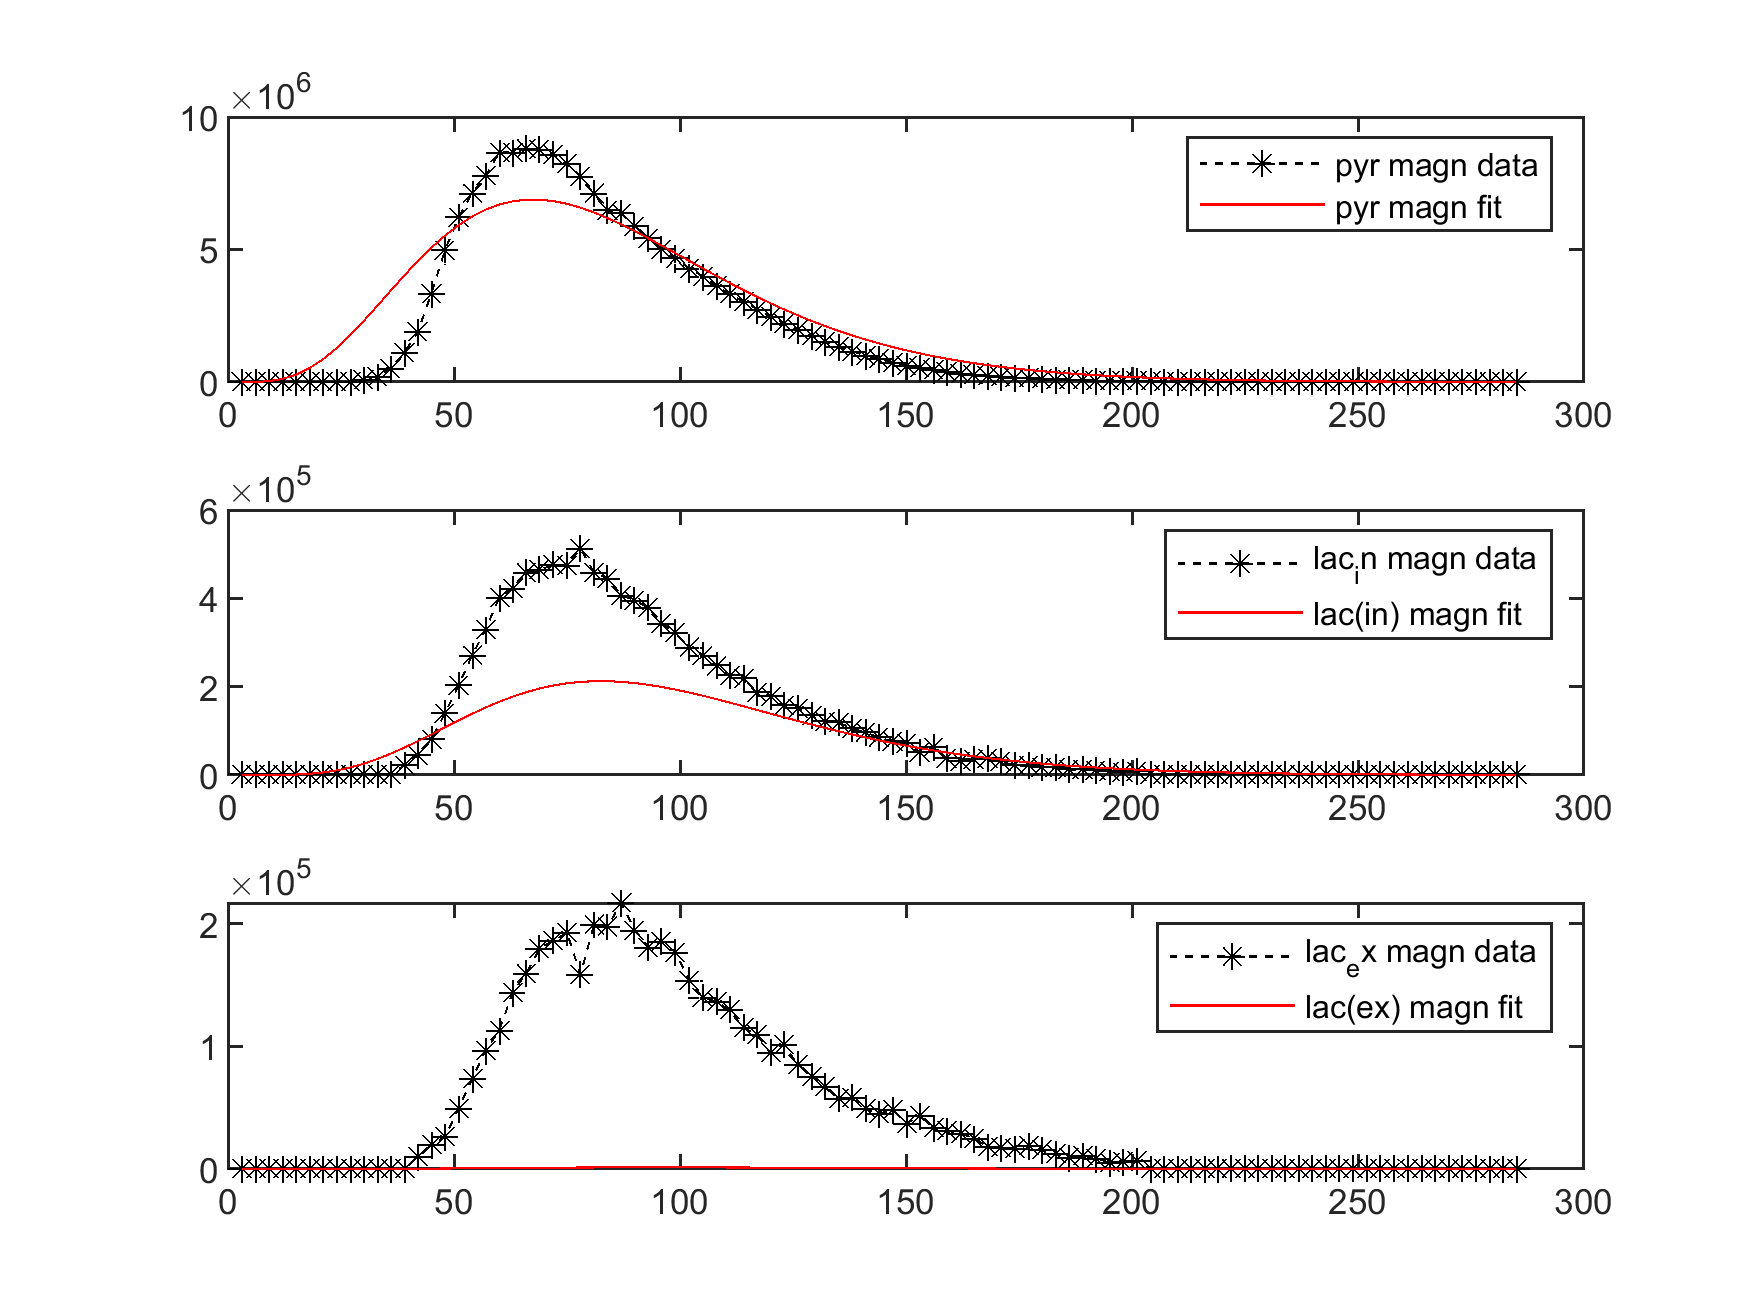 ×10^6
10
5
0
0 50 100 150 200 250 300
pyr magn data
pyr magn fit
×10^5
6
4
2
0
0 50 100 150 200 250 300
lac_in magn data
lac(in) magn fit
×10^5
2
1
0
0 50 100 150 200 250 300
lac_ex magn data
lac(ex) magn fit